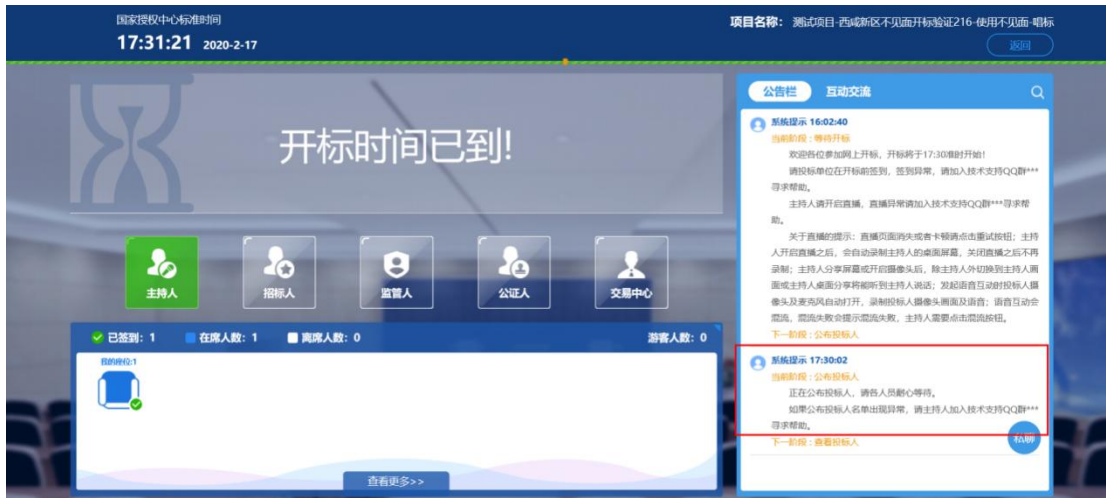 国家授权中心标准时间
17:31:21 2020-2-17
项目名称： 测试项目-西咸新区不见面开标验证216-使用不见面-唱标
返回
开标时间已到!
主持人
招标人
监管人
公证人
交易中心
已签到：1 在席人数：1 离席人数：0 游客人数：0
我的座位:1
查看更多>>
公告栏 互动交流
系统提示 16:02:40
当前阶段 : 等待开标
欢迎各位参加网上开标，开标将于17:30准时开始!
请投标单位在开标前签到，签到异常，请加入技术支持QQ群***
寻求帮助。
主持人请开启直播，直播异常请加入技术支持QQ群***寻求帮
助。
关于直播的提示：直播页面消失或者卡顿请点击重试按钮；主持
人开启直播之后，会自动录制主持人的桌面屏幕，关闭直播之后不再
录制；主持人分享屏幕或开启摄像头后，除主持人外切换到主持人画
面或主持人桌面分享将能听到主持人说话；发起语音互动时投标人摄
像头及麦克风自动打开，录制投标人摄像头画面及语音；语音互动会
混流，混流失败会提示混流失败，主持人需要点击混流按钮。
下一阶段 : 公布投标人
系统提示 17:30:02
当前阶段 : 公布投标人
正在公布投标人，请各人员耐心等待。
如果公布投标人名单出现异常，请主持人加入技术支持QQ群***
寻求帮助。
下一阶段 : 查看投标人
私聊